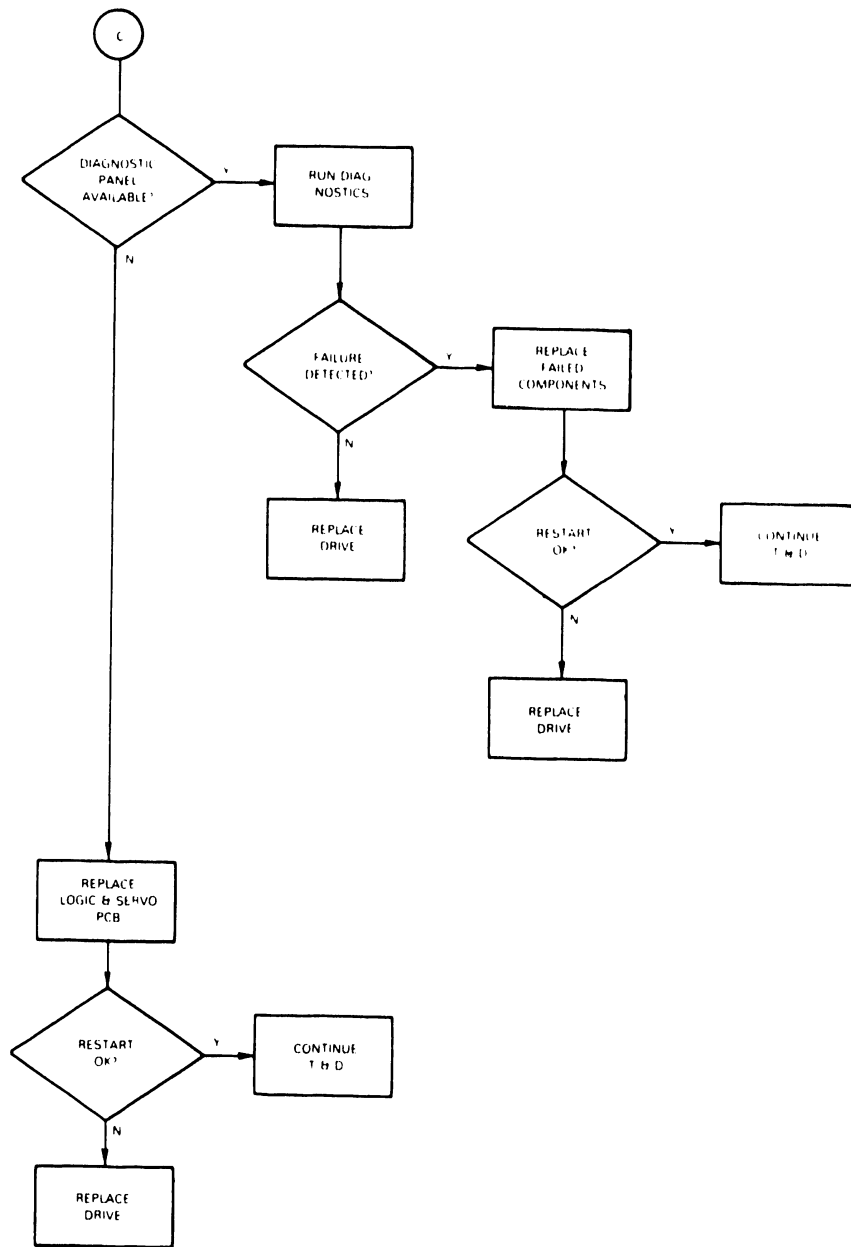 C
DIAGNOSTIC
PANEL
AVAILABLE?
Y
RUN DIAG
NOSTICS
N
FAILURE
DETECTED?
Y
REPLACE
FAILED
COMPONENTS
N
REPLACE
DRIVE
RESTART
OK?
Y
CONTINUE
T & D
N
REPLACE
DRIVE
REPLACE
LOGIC & SERVO
PCB
RESTART
OK?
Y
CONTINUE
T & D
N
REPLACE
DRIVE